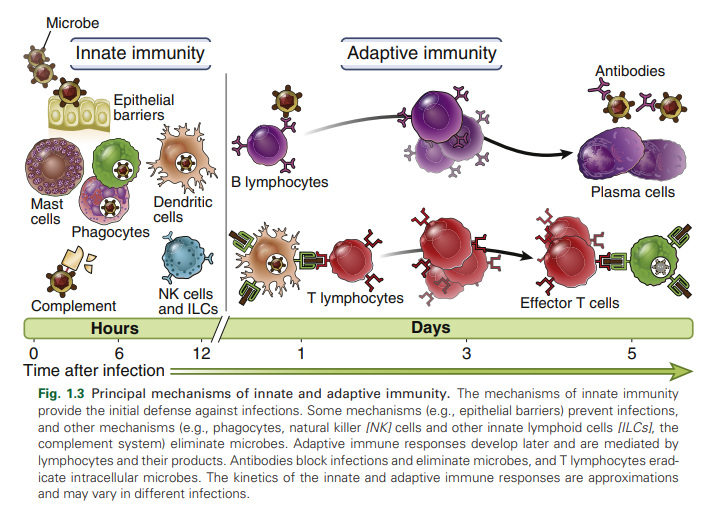 Microbe
Innate immunity
Adaptive immunity
Epithelial
barriers
Antibodies
B lymphocytes
Plasma cells
Mast
cells
Phagocytes
Dendritic
cells
Complement
NK cells
and ILCs
T lymphocytes
Effector T cells
Hours
Days
0 6 12 1 3 5
Time after infection
Fig. 1.3 Principal mechanisms of innate and adaptive immunity. The mechanisms of innate immunity
provide the initial defense against infections. Some mechanisms (e.g., epithelial barriers) prevent infections,
and other mechanisms (e.g., phagocytes, natural killer [NK] cells and other innate lymphoid cells [ILCs], the
complement system) eliminate microbes. Adaptive immune responses develop later and are mediated by
lymphocytes and their products. Antibodies block infections and eliminate microbes, and T lymphocytes erad-
icate intracellular microbes. The kinetics of the innate and adaptive immune responses are approximations
and may vary in different infections.